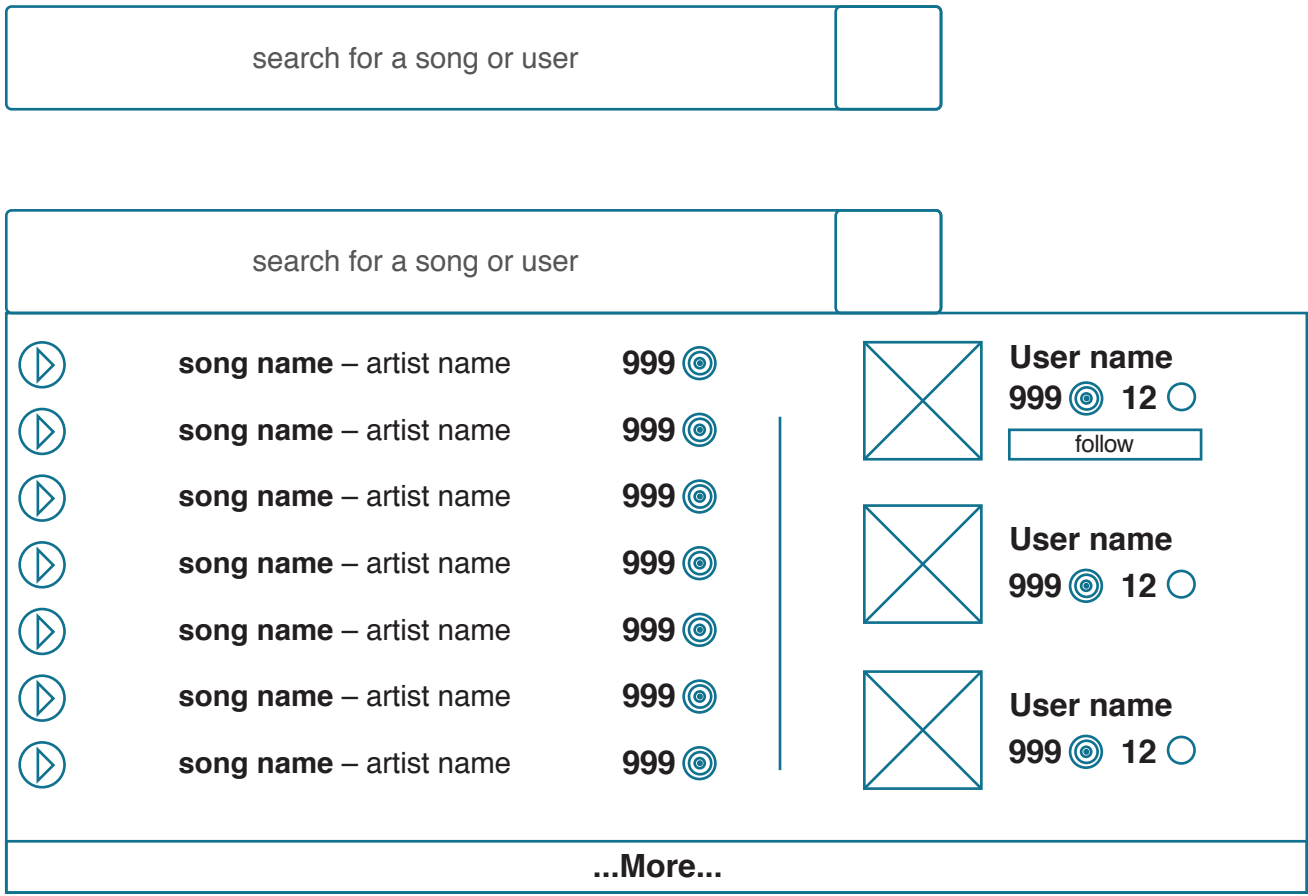 search for a song or user
search for a song or user
song name – artist name 999
song name – artist name 999
song name – artist name 999
song name – artist name 999
song name – artist name 999
song name – artist name 999
song name – artist name 999
User name
999 12
follow
User name
999 12
User name
999 12
...More...